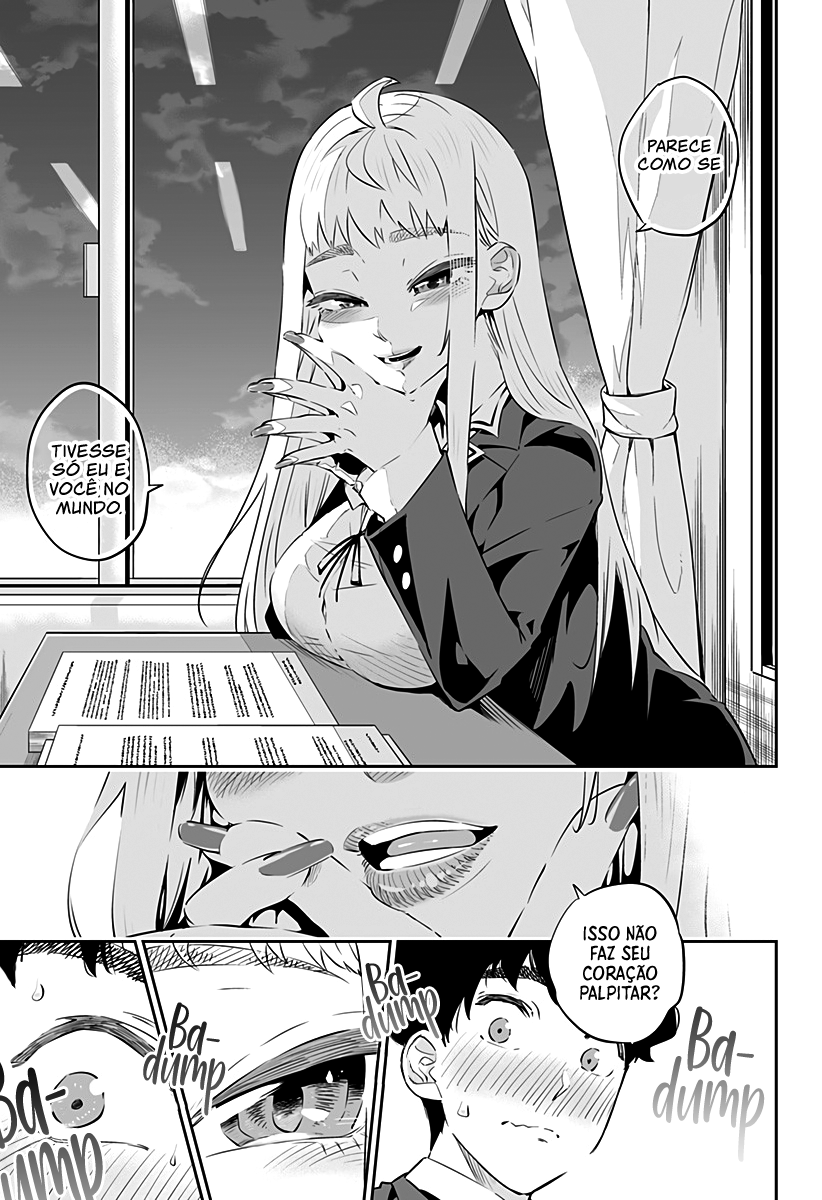 PARECE
COMO SE
TIVESSE
SÓ EU E
VOCÊ NO
MUNDO.
ISSO NÃO
FAZ SEU
CORAÇÃO
PALPITAR?
Ba-
dump
Ba-
dump
Ba-
dump
Ba-
dump